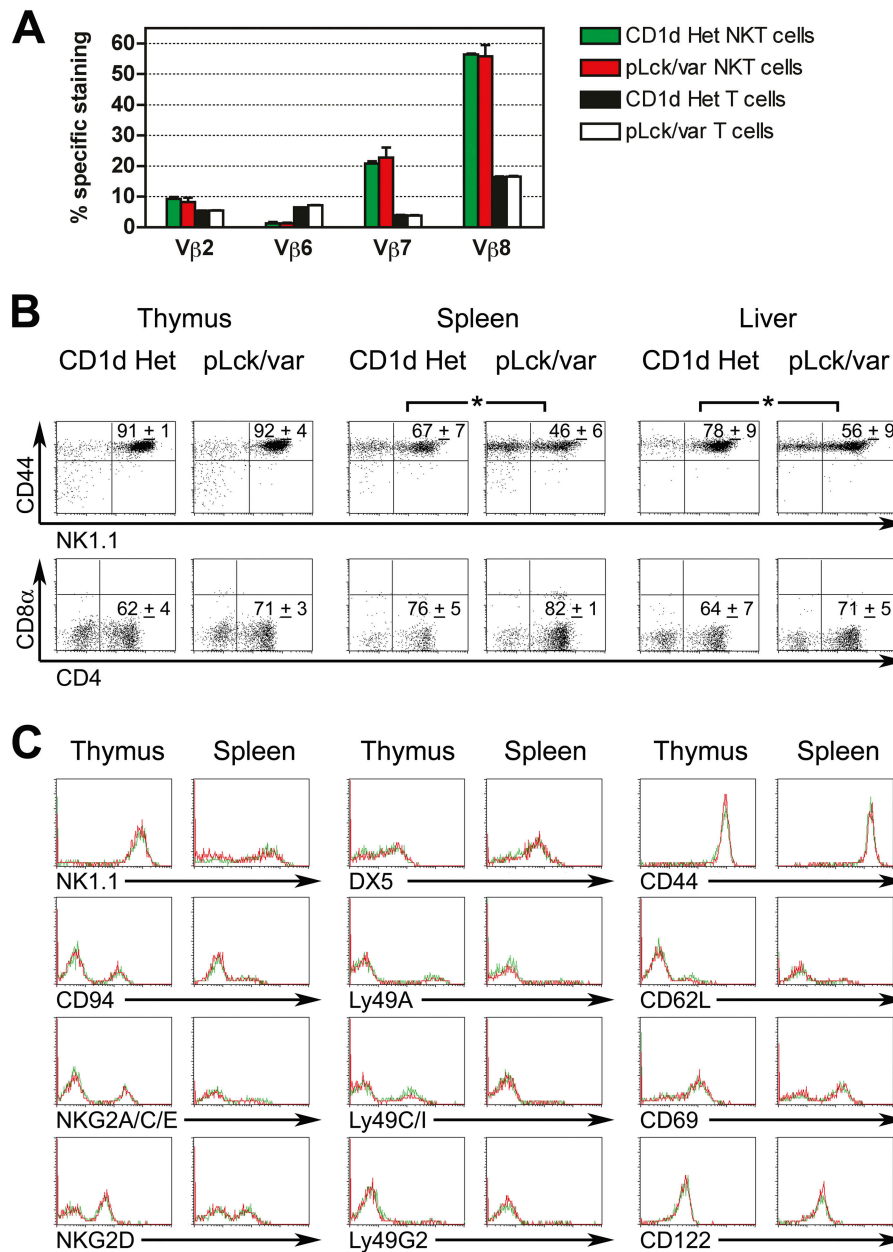 A
% specific staining
60
50
40
30
20
10
0
Vβ2 Vβ6 Vβ7 Vβ8
CD1d Het NKT cells
pLck/var NKT cells
CD1d Het T cells
pLck/var T cells
B
Thymus Spleen Liver
CD1d Het pLck/var CD1d Het pLck/var CD1d Het pLck/var
* *
91 ± 1 92 ± 4 67 ± 7 46 ± 6 78 ± 9 56 ± 9
CD44
NK1.1
62 ± 4 71 ± 3 76 ± 5 82 ± 1 64 ± 7 71 ± 5
CD8α
CD4
C
Thymus Spleen Thymus Spleen Thymus Spleen
NK1.1 DX5 CD44
CD94 Ly49A CD62L
NKG2A/C/E Ly49C/I CD69
NKG2D Ly49G2 CD122